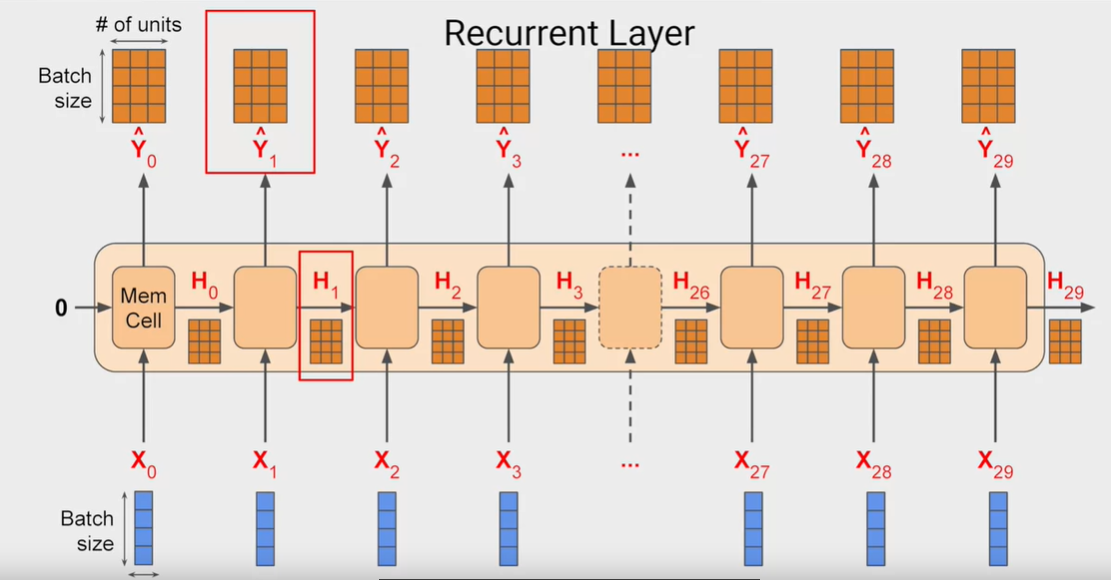 # of units
Recurrent Layer
Batch
size
Ŷ0 Ŷ1 Ŷ2 Ŷ3 ... Ŷ27 Ŷ28 Ŷ29
0
Mem
Cell
H0 H1 H2 H3 H26 H27 H28 H29
X0 X1 X2 X3 ... X27 X28 X29
Batch
size